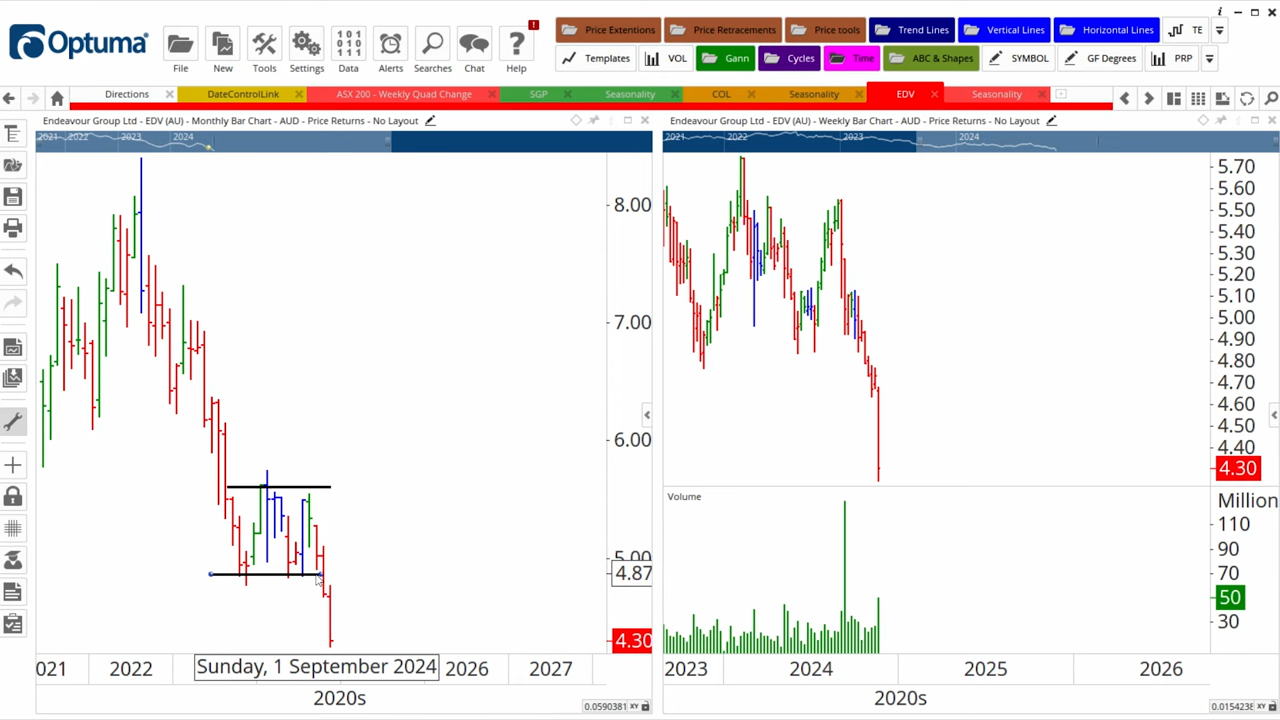 Optuma
File
New
Tools
Settings
Data
Alerts
Searches
Chat
Help
Price Extentions
Price Retracements
Price tools
Trend Lines
Vertical Lines
Horizontal Lines
TE
Templates
VOL
Gann
Cycles
Time
ABC & Shapes
SYMBOL
GF Degrees
PRP
Directions
DateControlLink
ASX 200 - Weekly Quad Change
SGP
Seasonality
COL
Seasonality
EDV
Seasonality
Endeavour Group Ltd - EDV (AU) - Monthly Bar Chart - AUD - Price Returns - No Layout
2021
2022
2024
8.00
7.00
6.00
5.00
4.87
4.30
021
2022
Sunday, 1 September 2024
2026
2027
2020s
0.0590381
XY
Endeavour Group Ltd - EDV (AU) - Weekly Bar Chart - AUD - Price Returns - No Layout
2021
2022
2023
2024
5.70
5.60
5.50
5.40
5.30
5.20
5.10
5.00
4.90
4.80
4.70
4.60
4.50
4.40
4.30
Volume
Million
110
90
70
50
30
2023
2024
2025
2026
2020s
0.0154238
XY